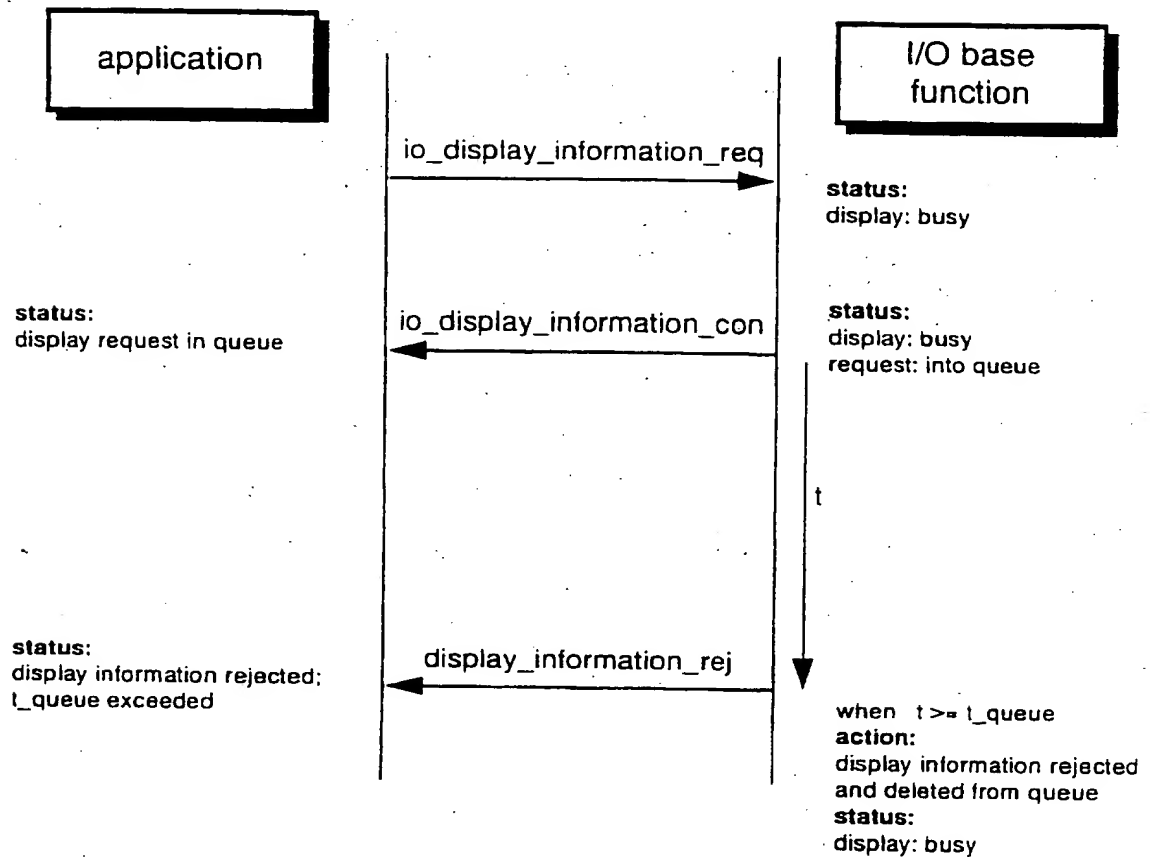 application
I/O base
function
io_display_information_req
status:
display: busy
status:
display request in queue
io_display_information_con
status:
display: busy
request: into queue
t
status:
display information rejected;
t_queue exceeded
display_information_rej
when t >= t_queue
action:
display information rejected
and deleted from queue
status:
display: busy